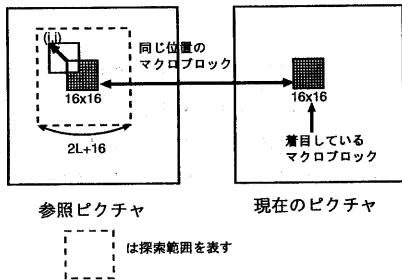 (i,j)
同じ位置の
マクロブロック
16x16
16x16
2L+16
着目している
マクロブロック
参照ピクチャ
現在のピクチャ
は探索範囲を表す